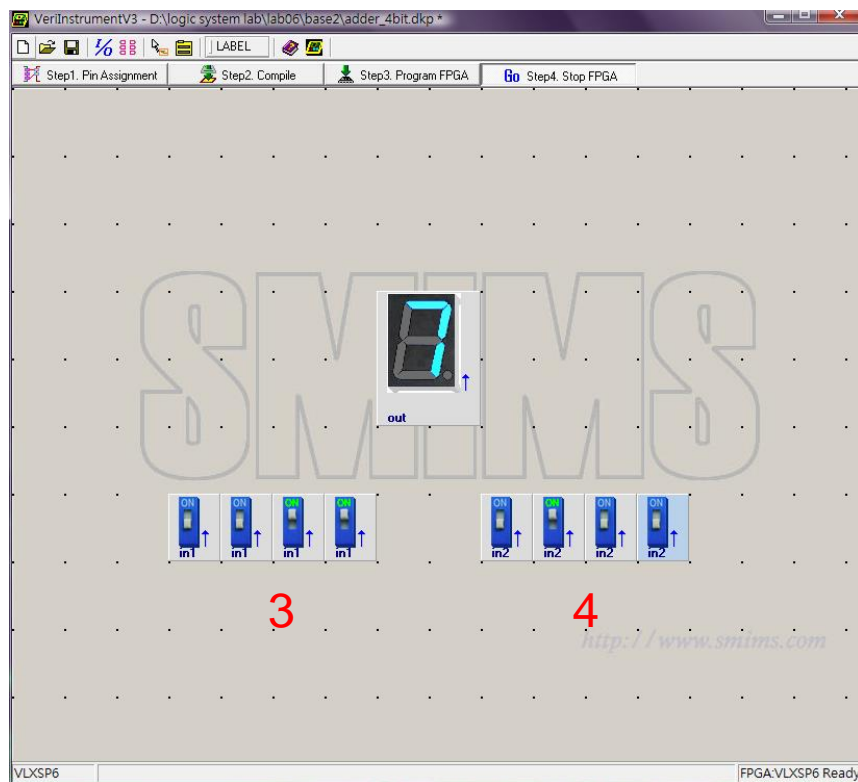 VeriInstrumentV3 - D:\logic system lab\lab06\base2\adder_4bit.dkp *
I/O LABEL
Step1. Pin Assignment Step2. Compile Step3. Program FPGA Go Step4. Stop FPGA
SMIMS
7
out
ON ON ON ON ON ON ON ON
in1 in1 in1 in1 in2 in2 in2 in2
3 4
http://www.smims.com
VLXSP6 FPGA:VLXSP6 Ready